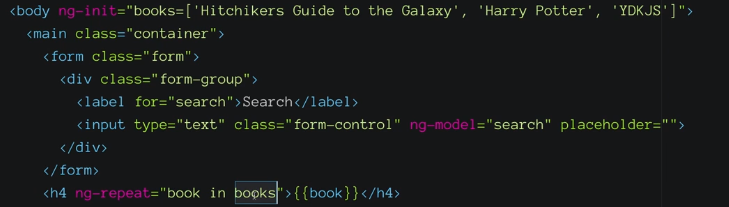 <body ng-init="books=['Hitchikers Guide to the Galaxy', 'Harry Potter', 'YDKJS']">
<main class="container">
<form class="form">
<div class="form-group">
<label for="search">Search</label>
<input type="text" class="form-control" ng-model="search" placeholder="">
</div>
</form>
<h4 ng-repeat="book in books">{{book}}</h4>